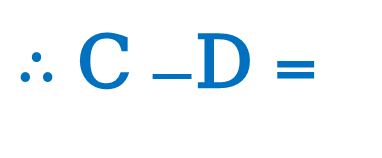 ∴ C –D =